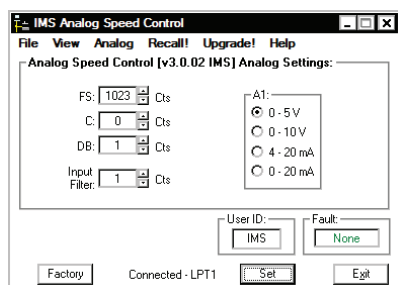 IMS Analog Speed Control
File View Analog Recall! Upgrade! Help
Analog Speed Control [v3.0.02 IMS] Analog Settings:
FS: 1023 Cts
C: 0 Cts
DB: 1 Cts
Input Filter: 1 Cts
A1:
0 - 5 V
0 - 10 V
4 - 20 mA
0 - 20 mA
User ID:
IMS
Fault:
None
Factory Connected - LPT1 Set Exit